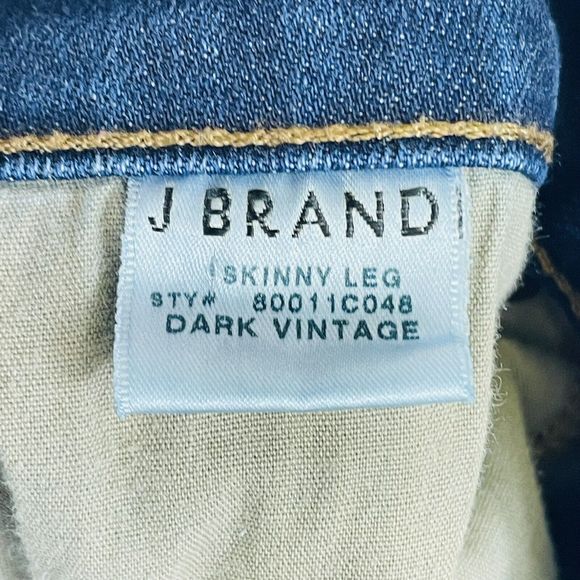 J BRAND
SKINNY LEG
STY# 80011C048
DARK VINTAGE